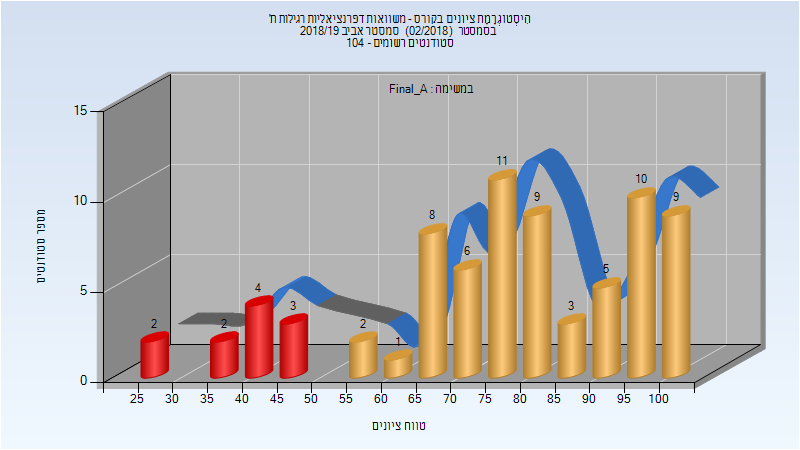 היסטוגרמת ציונים בקורס - משוואות דפרנציאליות רגילות ת'
בסמסטר (02/2018) סמסטר אביב 2018/19
סטודנטים רשומים - 104
במשימה : Final_A
מספר סטודנטים
15
10
5
0
2
2
4
3
2
1
8
6
11
9
3
5
10
9
25 30 35 40 45 50 55 60 65 70 75 80 85 90 95 100
טווח ציונים